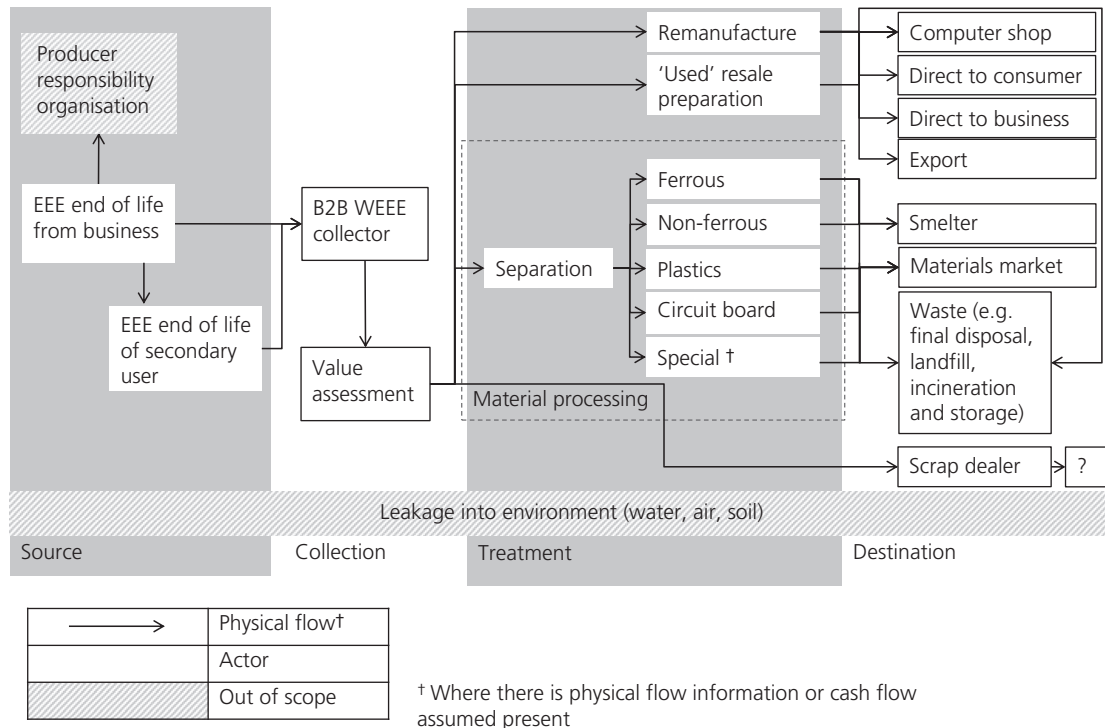 Producer
responsibility
organisation
EEE end of life
from business
EEE end of life
of secondary
user
B2B WEEE
collector
Value
assessment
Remanufacture
‘Used’ resale
preparation
Separation
Ferrous
Non-ferrous
Plastics
Circuit board
Special †
Material processing
Computer shop
Direct to consumer
Direct to business
Export
Smelter
Materials market
Waste (e.g.
final disposal,
landfill,
incineration
and storage)
Scrap dealer
?
Leakage into environment (water, air, soil)
Source
Collection
Treatment
Destination
Physical flow†
Actor
Out of scope
† Where there is physical flow information or cash flow
assumed present